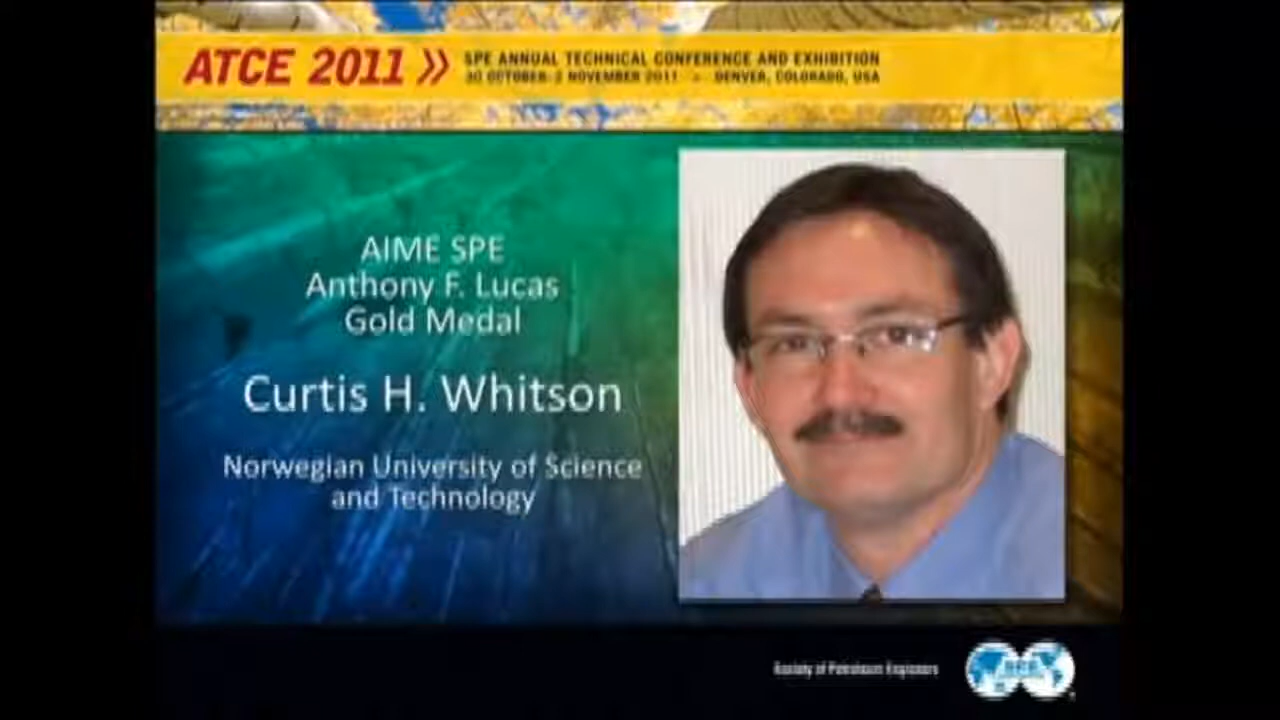 ATCE 2011 >> SPE ANNUAL TECHNICAL CONFERENCE AND EXHIBITION
30 OCTOBER-2 NOVEMBER 2011 DENVER, COLORADO, USA
AIME SPE
Anthony F. Lucas
Gold Medal
Curtis H. Whitson
Norwegian University of Science
and Technology
Society of Petroleum Engineers
SPE